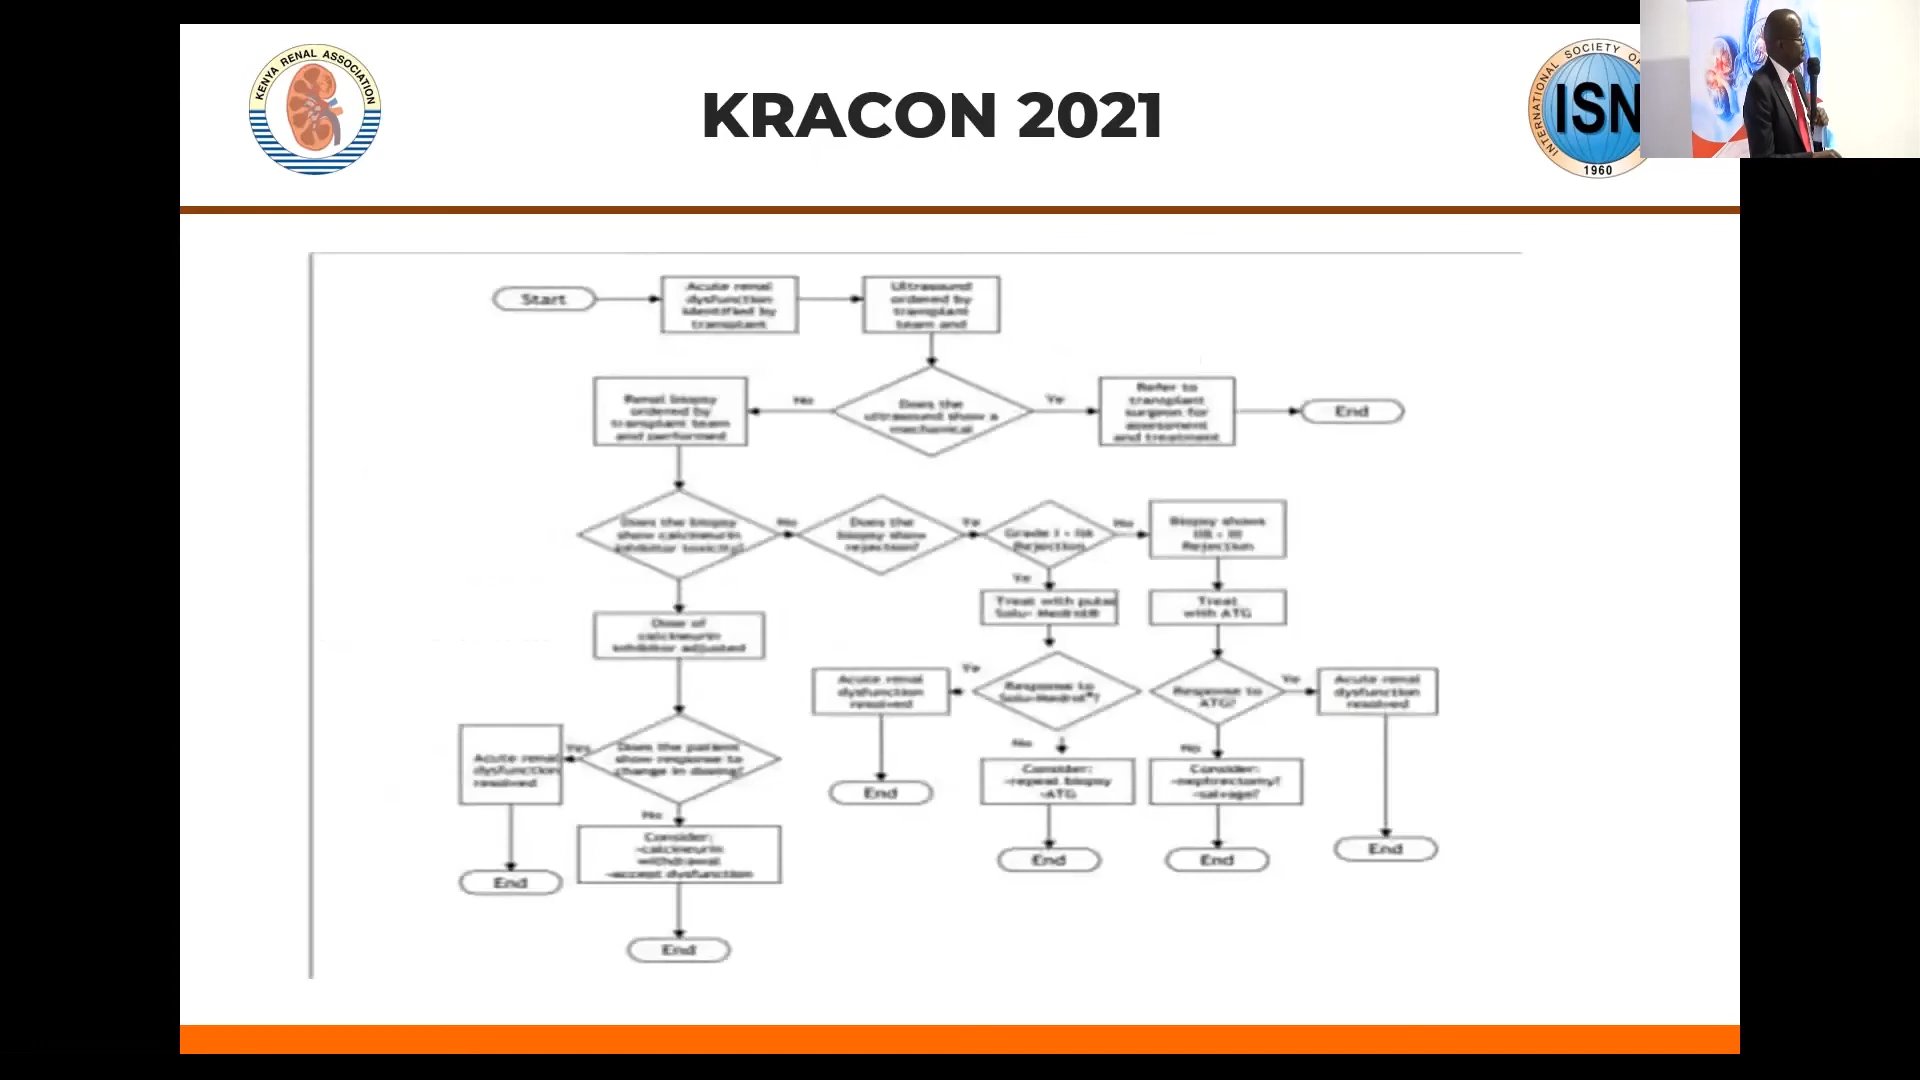 KENYA RENAL ASSOCIATION
KRACON 2021
INTERNATIONAL SOCIETY OF
ISN
1960
Start
Acute renal
dysfunction
identified by
transplant
Ultrasound
ordered by
transplant
team and
Renal biopsy
ordered by
transplant team
and performed
No
Does the
ultrasound show a
mechanical
Ye
Refer to
transplant
surgeon for
assessment
and treatment
End
Does the biopsy
show calcineurin
inhibitor toxicity?
No
Does the
biopsy show
rejection?
Ye
Grade I - IIA
Rejection
No
Biopsy shows
IIB - III
Rejection
Ye
Treat with pulse
Solu- Medrol®
Treat
with ATG
Dose of
calcineurin
inhibitor adjusted
Acute renal
dysfunction
resolved
Ye
Response to
Solu-Medrol®?
Response to
ATG?
Ye
Acute renal
dysfunction
resolved
Acute renal
dysfunction
resolved
Yes
Does the patient
show response to
change in dosing?
End
No
Consider:
-repeat biopsy
-ATG
No
Consider:
-nephrectomy?
-salvage?
No
Consider:
-calcineurin
withdrawal
-accept dysfunction
End
End
End
End
End